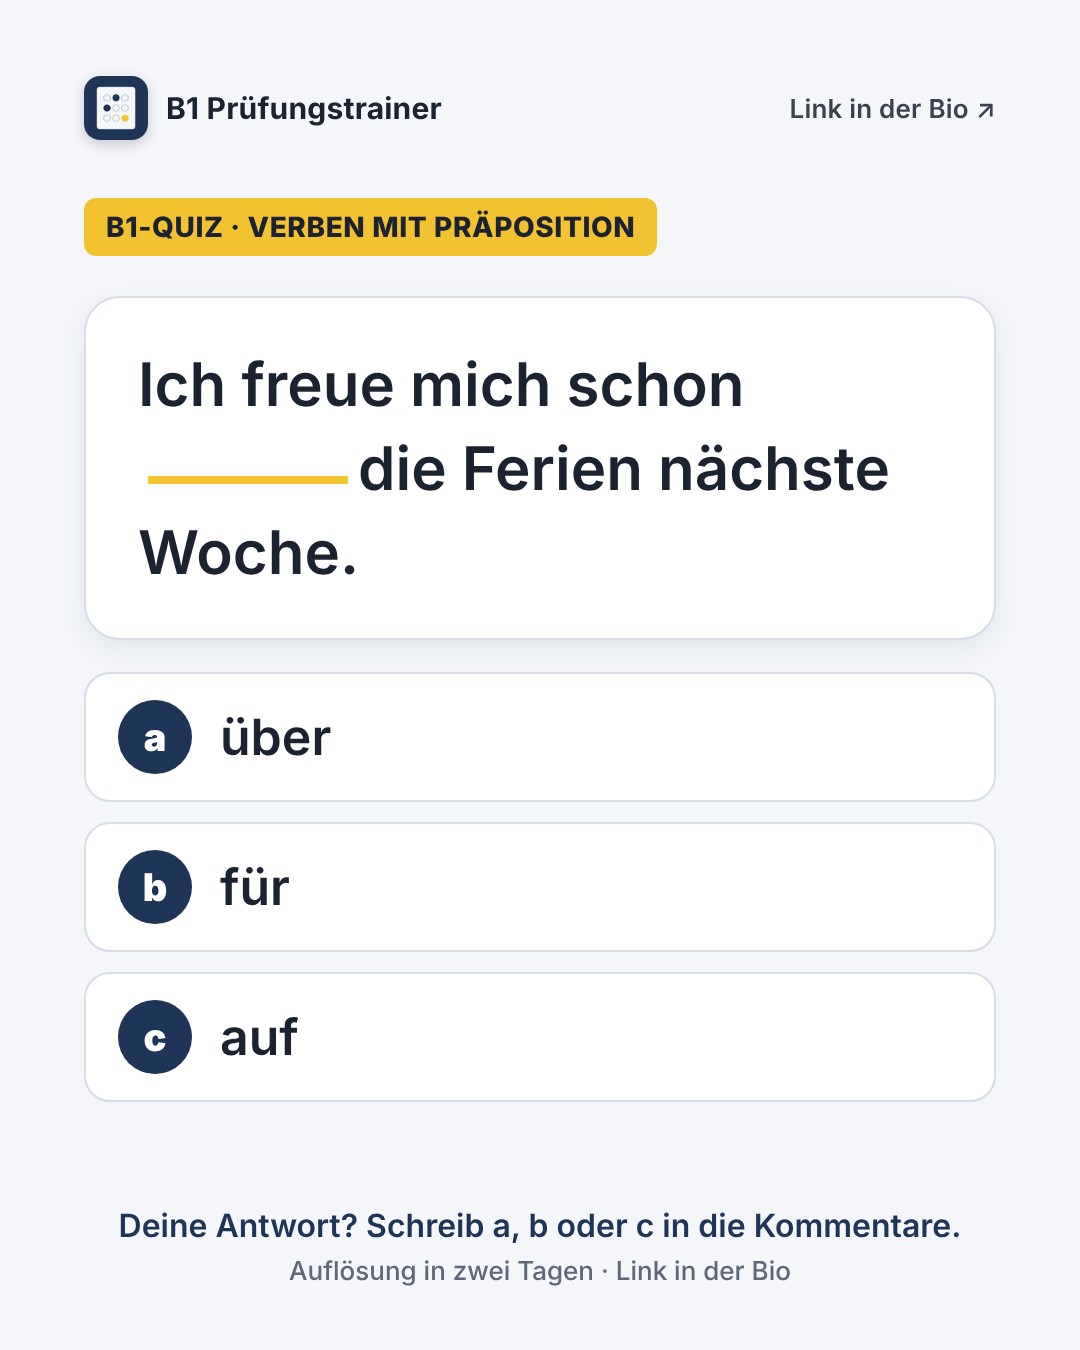 B1 Prüfungstrainer
Link in der Bio ↗
B1-QUIZ · VERBEN MIT PRÄPOSITION
Ich freue mich schon
______ die Ferien nächste
Woche.
a über
b für
c auf
Deine Antwort? Schreib a, b oder c in die Kommentare.
Auflösung in zwei Tagen · Link in der Bio